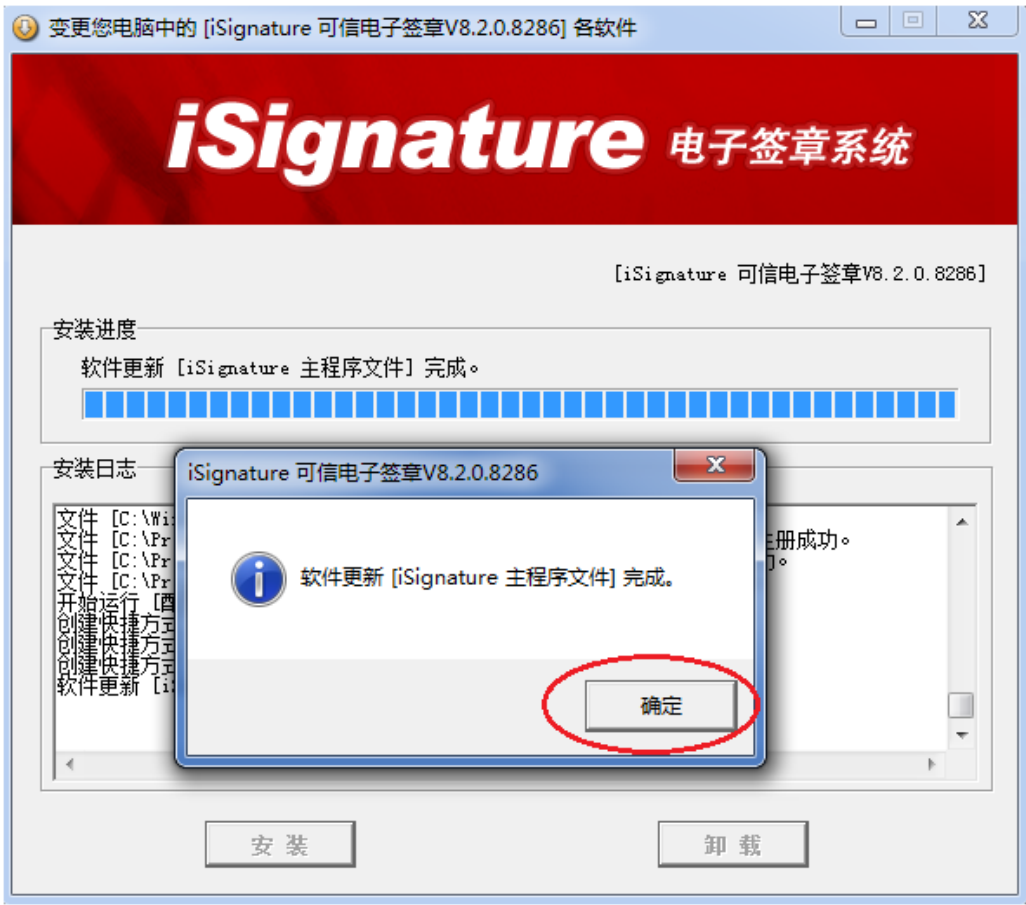 变更您电脑中的 [iSignature 可信电子签章V8.2.0.8286] 各软件
iSignature 电子签章系统
[iSignature 可信电子签章V8.2.0.8286]
安装进度
软件更新 [iSignature 主程序文件] 完成。
安装日志
文件 [C:\Wi
文件 [C:\Pr 注册成功。
文件 [C:\Pr
文件 [C:\Pr
开始运行 [配
创建快捷方式
创建快捷方式
创建快捷方式
软件更新 [i
iSignature 可信电子签章V8.2.0.8286
软件更新 [iSignature 主程序文件] 完成。
确定
安 装
卸 载